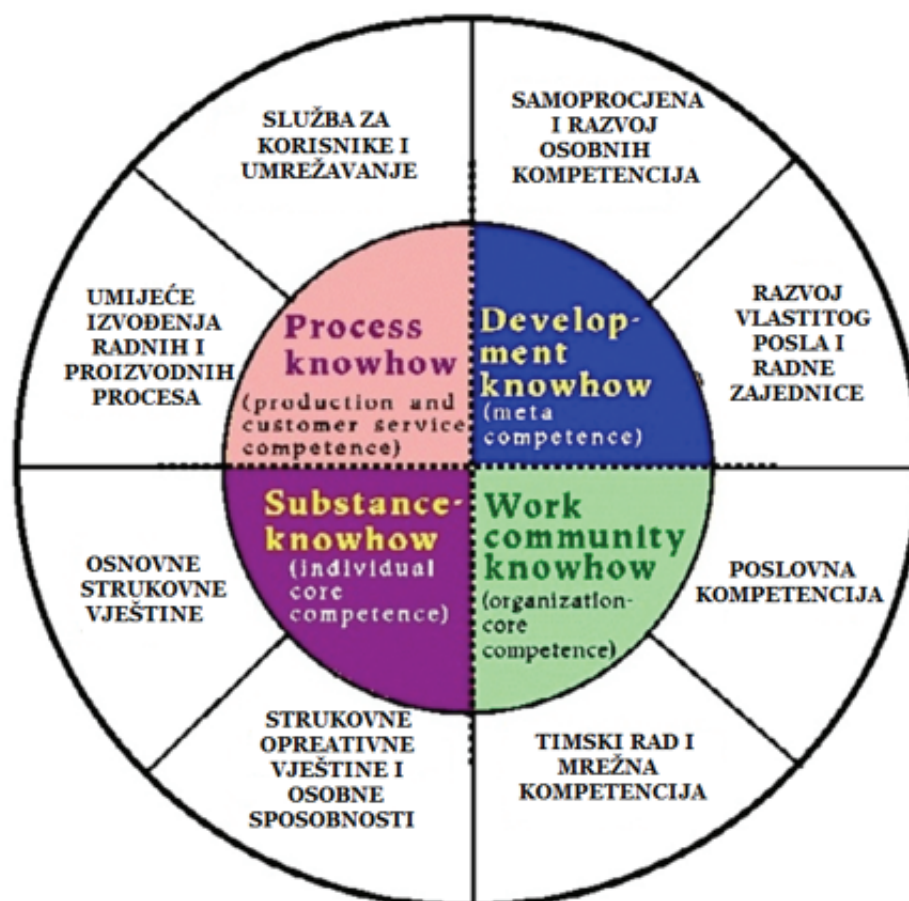 SLUŽBA ZA
KORISNIKE I
UMREŽAVANJE
SAMOPROCJENA
I RAZVOJ
OSOBNIH
KOMPETENCIJA
UMIJEĆE
IZVOĐENJA
RADNIH I
PROIZVODNIH
PROCESA
RAZVOJ
VLASTITOG
POSLA I
RADNE
ZAJEDNICE
Process
knowhow
(production and
customer service
competence)
Develop-
ment
knowhow
(meta
competence)
Substance-
knowhow
(individual
core
competence)
Work
community
knowhow
(organization-
core
competence)
OSNOVNE
STRUKOVNE
VJEŠTINE
POSLOVNA
KOMPETENCIJA
STRUKOVNE
OPREATIVNE
VJEŠTINE I
OSOBNE
SPOSOBNOSTI
TIMSKI RAD I
MREŽNA
KOMPETENCIJA